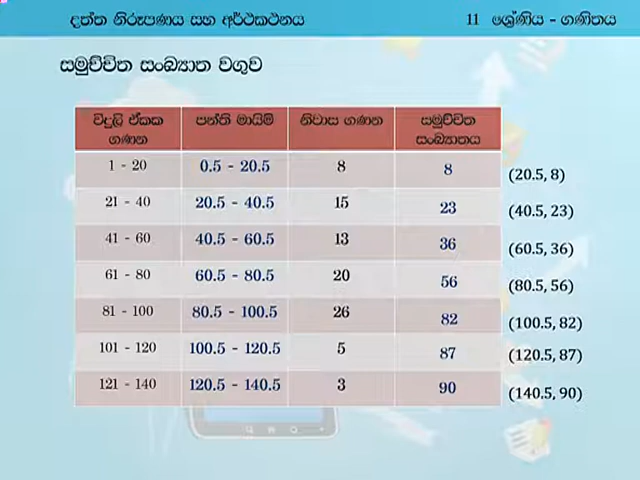 දත්ත නිරූපණය සහ අර්ථකථනය
11 ශ්‍රේණිය - ගණිතය
සමුච්චිත සංඛ්‍යාත වගුව
විදුලි ඒකක ගණන පන්ති මායිම් නිවාස ගණන සමුච්චිත සංඛ්‍යාතය
1 - 20 0.5 - 20.5 8 8 (20.5, 8)
21 - 40 20.5 - 40.5 15 23 (40.5, 23)
41 - 60 40.5 - 60.5 13 36 (60.5, 36)
61 - 80 60.5 - 80.5 20 56 (80.5, 56)
81 - 100 80.5 - 100.5 26 82 (100.5, 82)
101 - 120 100.5 - 120.5 5 87 (120.5, 87)
121 - 140 120.5 - 140.5 3 90 (140.5, 90)